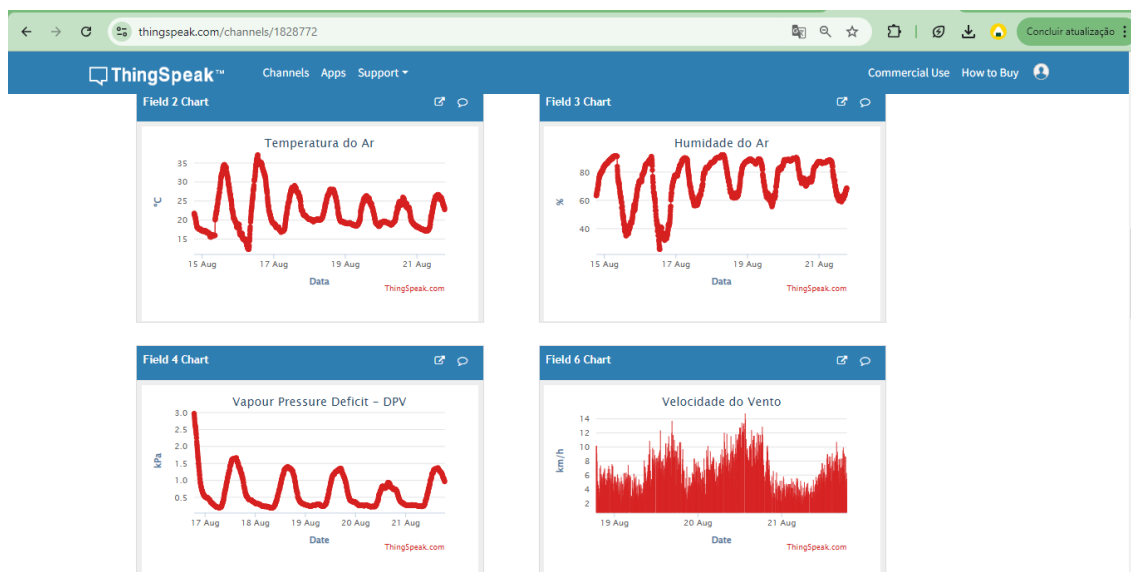 thingspeak.com/channels/1828772
Concluir atualização
ThingSpeak™
Channels Apps Support
Commercial Use How to Buy
Field 2 Chart
Temperatura do Ar
°C
35
30
25
20
15
15 Aug 17 Aug 19 Aug 21 Aug
Data
ThingSpeak.com
Field 3 Chart
Humidade do Ar
%
80
60
40
15 Aug 17 Aug 19 Aug 21 Aug
Data
ThingSpeak.com
Field 4 Chart
Vapour Pressure Deficit - DPV
kPa
3.0
2.5
2.0
1.5
1.0
0.5
17 Aug 18 Aug 19 Aug 20 Aug 21 Aug
Date
ThingSpeak.com
Field 6 Chart
Velocidade do Vento
km/h
14
12
10
8
6
4
2
19 Aug 20 Aug 21 Aug
Date
ThingSpeak.com